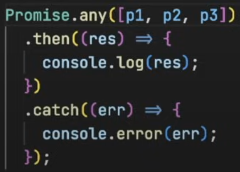 Promise.any([p1, p2, p3])
  .then((res) => {
    console.log(res);
  })
  .catch((err) => {
    console.error(err);
  });